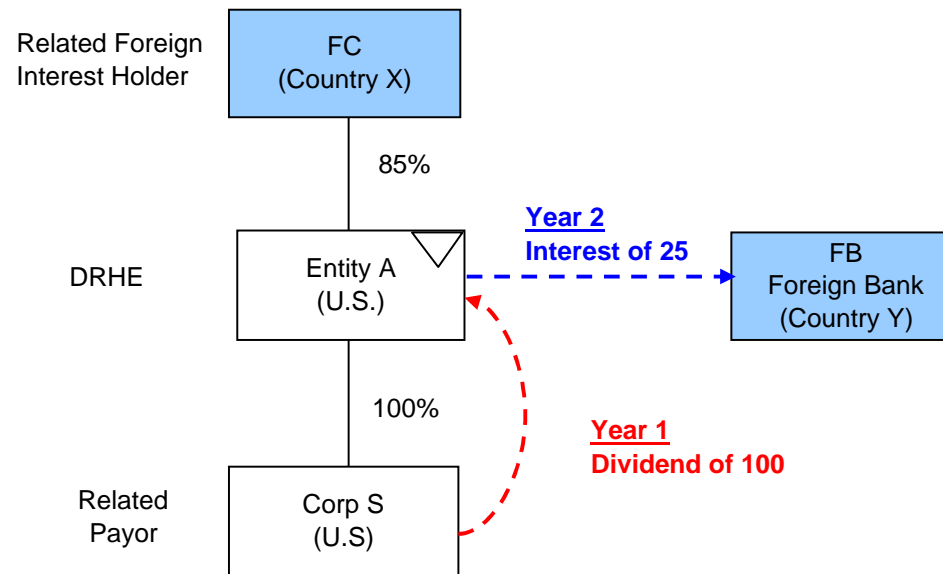 Related Foreign
Interest Holder
FC
(Country X)
85%
DRHE
Entity A
(U.S.)
Year 2
Interest of 25
FB
Foreign Bank
(Country Y)
100%
Year 1
Dividend of 100
Related
Payor
Corp S
(U.S)